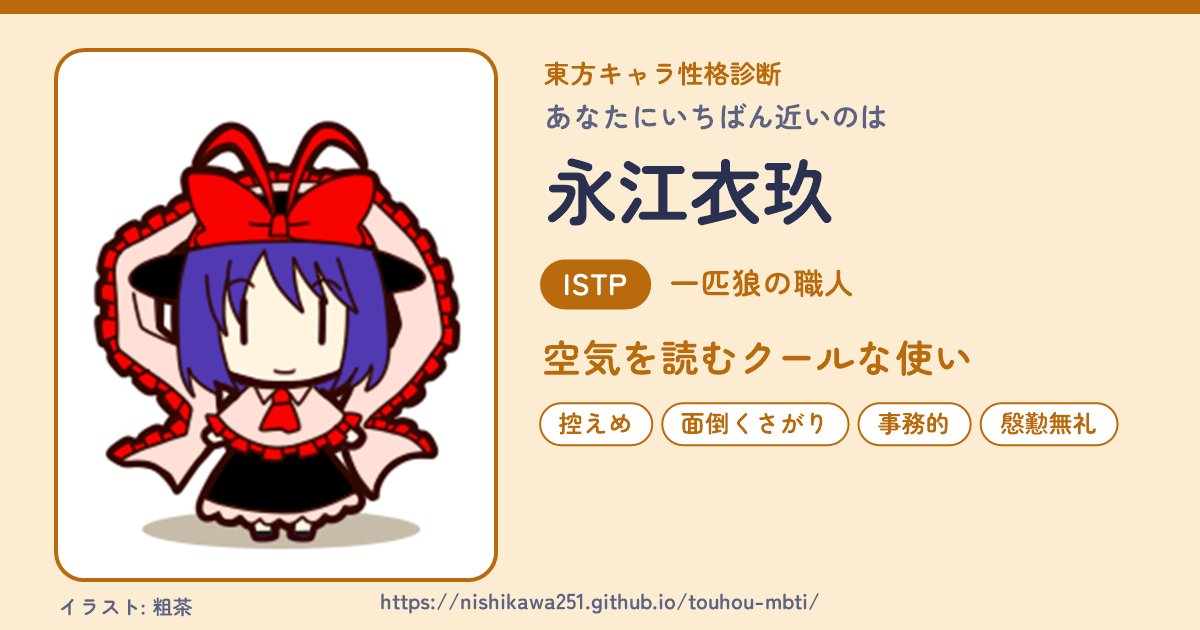 東方キャラ性格診断
あなたにいちばん近いのは
永江衣玖
ISTP 一匹狼の職人
空気を読むクールな使い
控えめ 面倒くさがり 事務的 慇懃無礼
イラスト: 粗茶
https://nishikawa251.github.io/touhou-mbti/